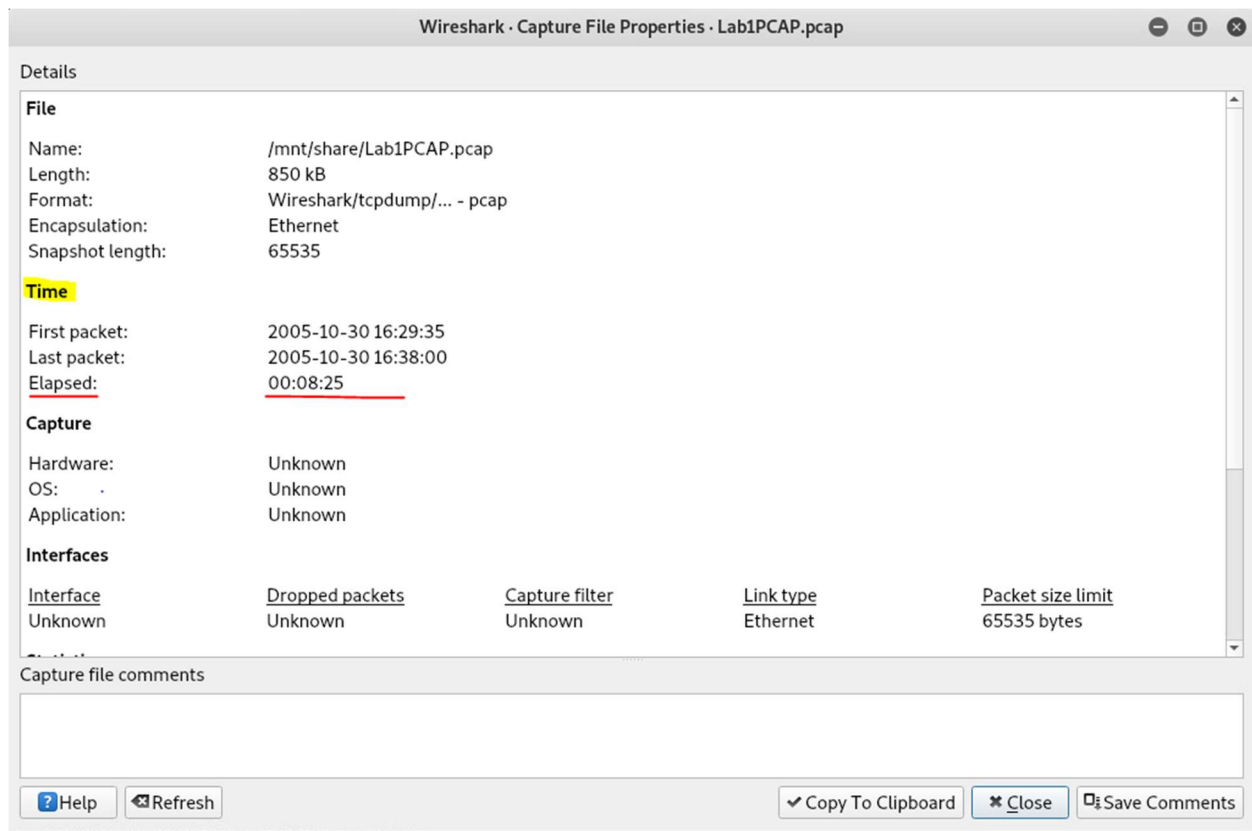 Wireshark · Capture File Properties · Lab1PCAP.pcap
Details
File
Name: /mnt/share/Lab1PCAP.pcap
Length: 850 kB
Format: Wireshark/tcpdump/... - pcap
Encapsulation: Ethernet
Snapshot length: 65535
Time
First packet: 2005-10-30 16:29:35
Last packet: 2005-10-30 16:38:00
Elapsed: 00:08:25
Capture
Hardware: Unknown
OS: Unknown
Application: Unknown
Interfaces
Interface Dropped packets Capture filter Link type Packet size limit
Unknown Unknown Unknown Ethernet 65535 bytes
Capture file comments
Help Refresh Copy To Clipboard Close Save Comments